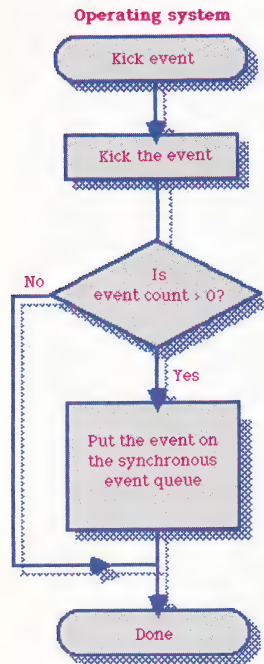 Operating system
Kick event
Kick the event
Is
event count > 0?
No
Yes
Put the event on
the synchronous
event queue
Done